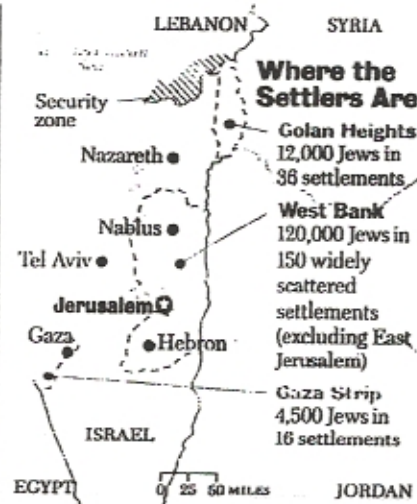 LEBANON
SYRIA
Where the
Settlers Are
Security
zone
Golan Heights
12,000 Jews in
36 settlements
Nazareth
West Bank
120,000 Jews in
150 widely
scattered
settlements
(excluding East
Jerusalem)
Nablus
Tel Aviv
Jerusalem
Gaza
Hebron
Gaza Strip
4,500 Jews in
16 settlements
ISRAEL
EGYPT
0 25 50 MILES
JORDAN